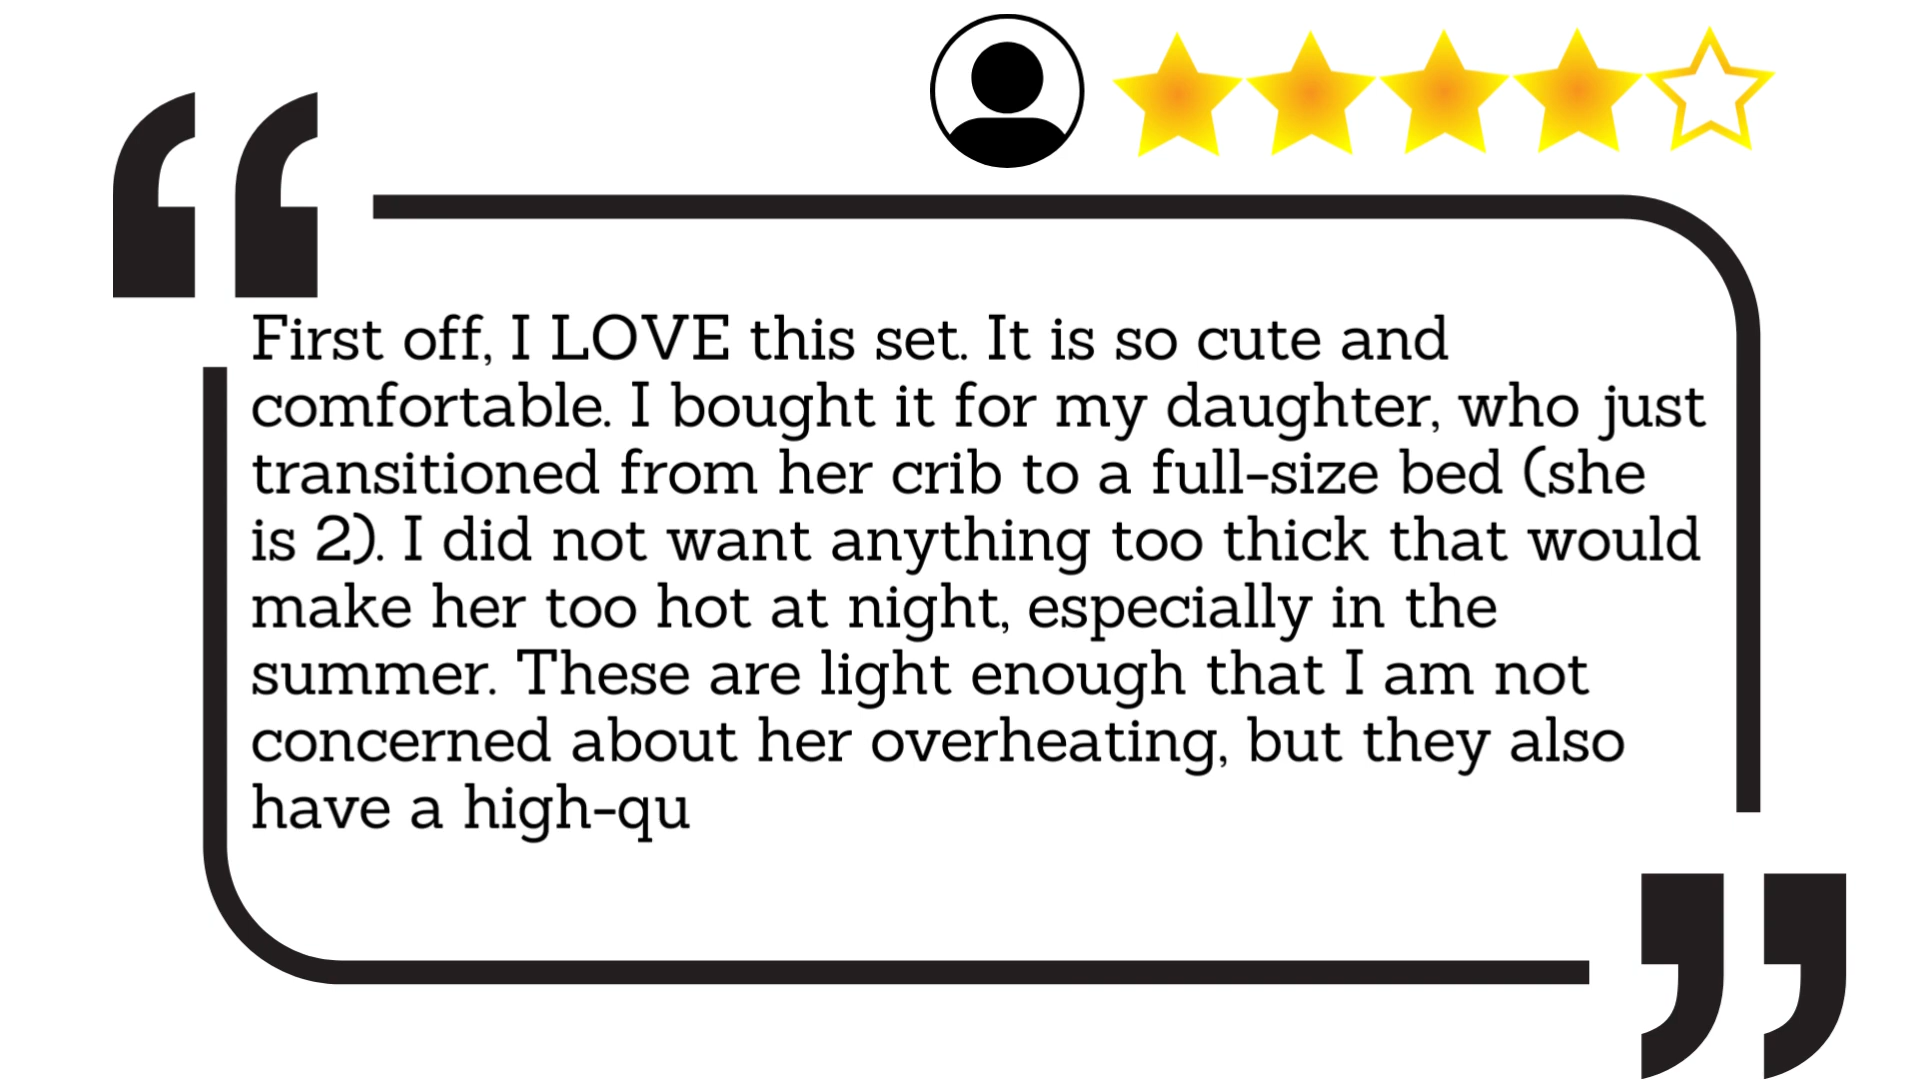 First off, I LOVE this set. It is so cute and
comfortable. I bought it for my daughter, who just
transitioned from her crib to a full-size bed (she
is 2). I did not want anything too thick that would
make her too hot at night, especially in the
summer. These are light enough that I am not
concerned about her overheating, but they also
have a high-qu